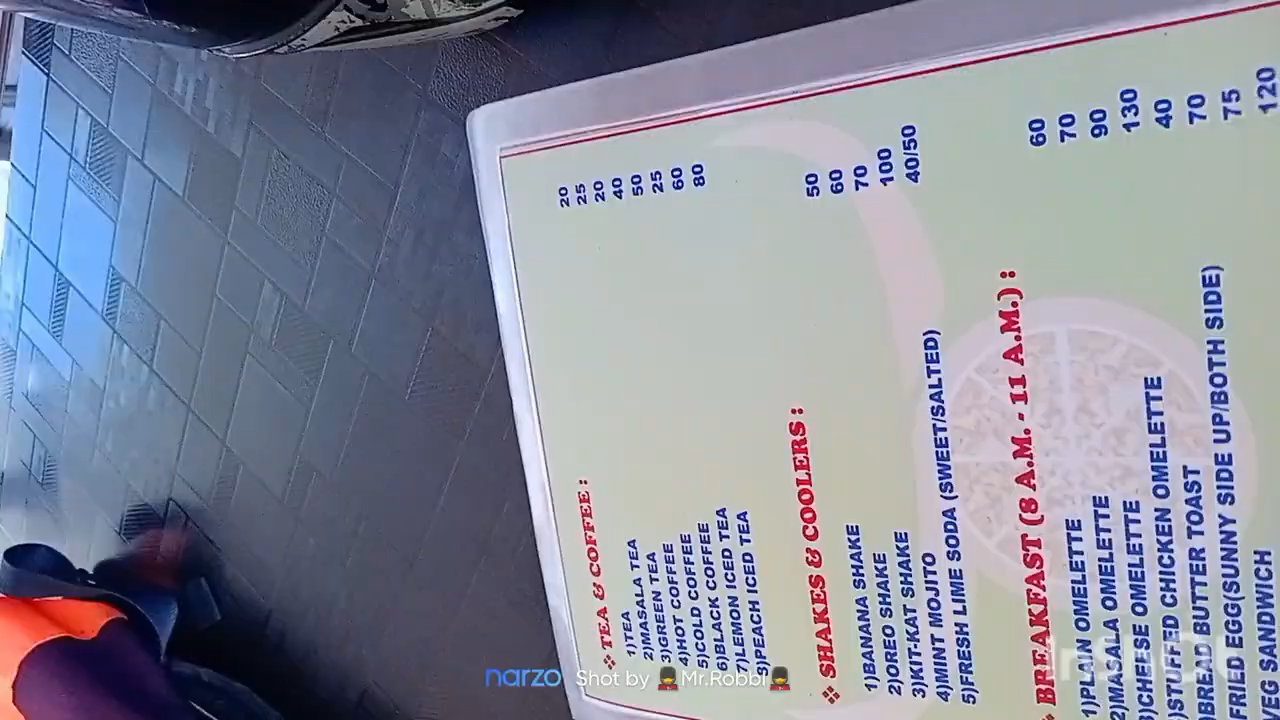 ❖ TEA & COFFEE :
1)TEA 20
2)MASALA TEA 25
3)GREEN TEA 20
4)HOT COFFEE 40
5)COLD COFFEE 50
6)BLACK COFFEE 25
7)LEMON ICED TEA 60
8)PEACH ICED TEA 80
❖ SHAKES & COOLERS :
1)BANANA SHAKE 50
2)OREO SHAKE 60
3)KIT-KAT SHAKE 70
4)MINT MOJITO 100
5)FRESH LIME SODA (SWEET/SALTED) 40/50
BREAKFAST (8 A.M. - 11 A.M.) :
1)PLAIN OMELETTE 60
2)MASALA OMELETTE 70
3)CHEESE OMELETTE 90
)STUFFED CHICKEN OMELETTE 130
)BREAD BUTTER TOAST 40
FRIED EGG(SUNNY SIDE UP/BOTH SIDE) 70
VEG SANDWICH 75
120
narzo Shot by 💂Mr.Robbi💂